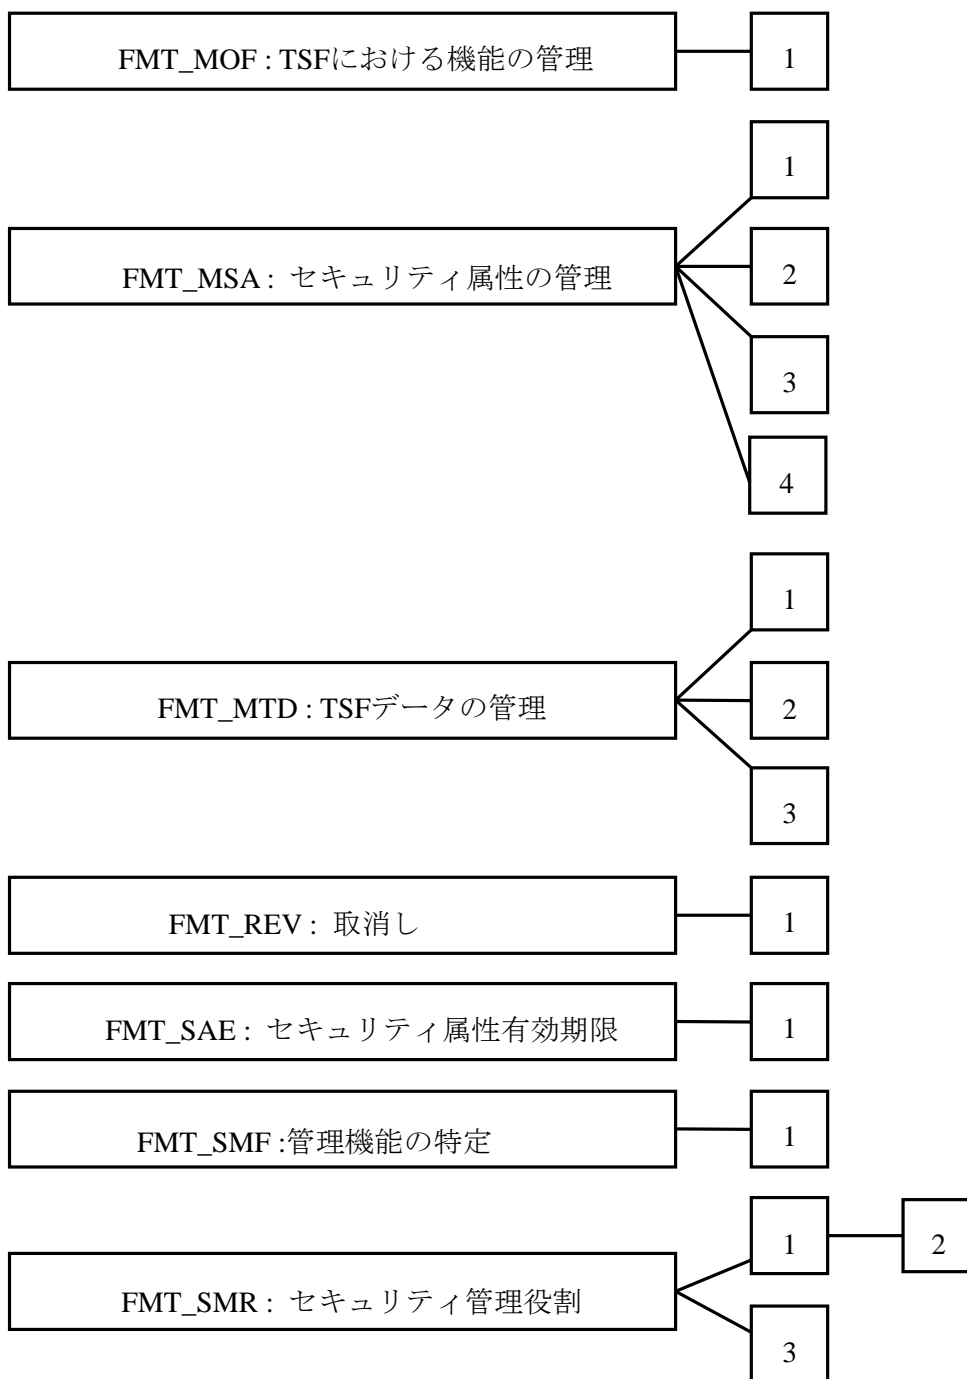 FMT_MOF : TSFにおける機能の管理
1
1
FMT_MSA : セキュリティ属性の管理
2
3
4
1
FMT_MTD : TSFデータの管理
2
3
FMT_REV : 取消し
1
FMT_SAE : セキュリティ属性有効期限
1
FMT_SMF :管理機能の特定
1
1
2
FMT_SMR : セキュリティ管理役割
3